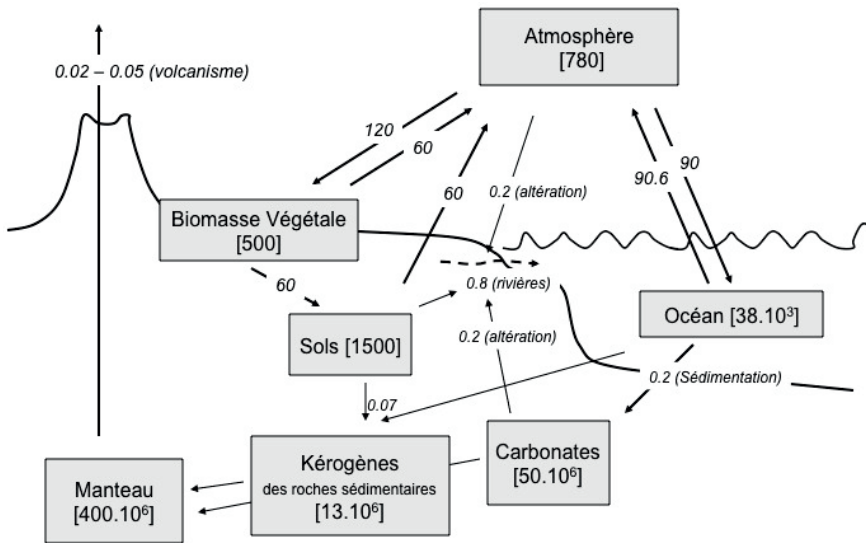 Atmosphère
[780]
0.02 – 0.05 (volcanisme)
120
60
90
90.6
60
0.2 (altération)
Biomasse Végétale
[500]
60
0.8 (rivières)
Océan [38.10³]
Sols [1500]
0.2 (altération)
0.2 (Sédimentation)
0.07
Kérogènes
des roches sédimentaires
[13.10⁶]
Carbonates
[50.10⁶]
Manteau
[400.10⁶]